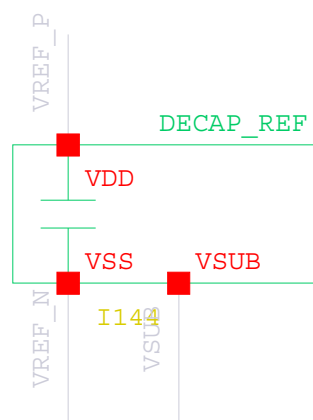 VREF_P
DECAP_REF
VDD
VSS
VSUB
VREF_N
I144
VSUB